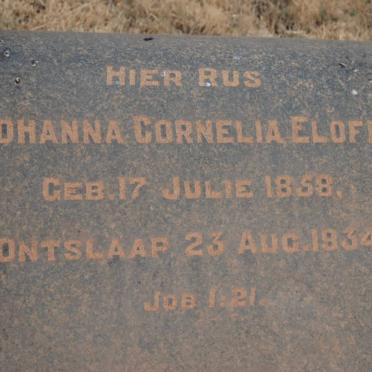 HIER RUS
OHANNA CORNELIA ELOFF
GEB. 17 JULIE 1858.
ONTSLAAP 23 AUG. 1934
JOB 1:21.